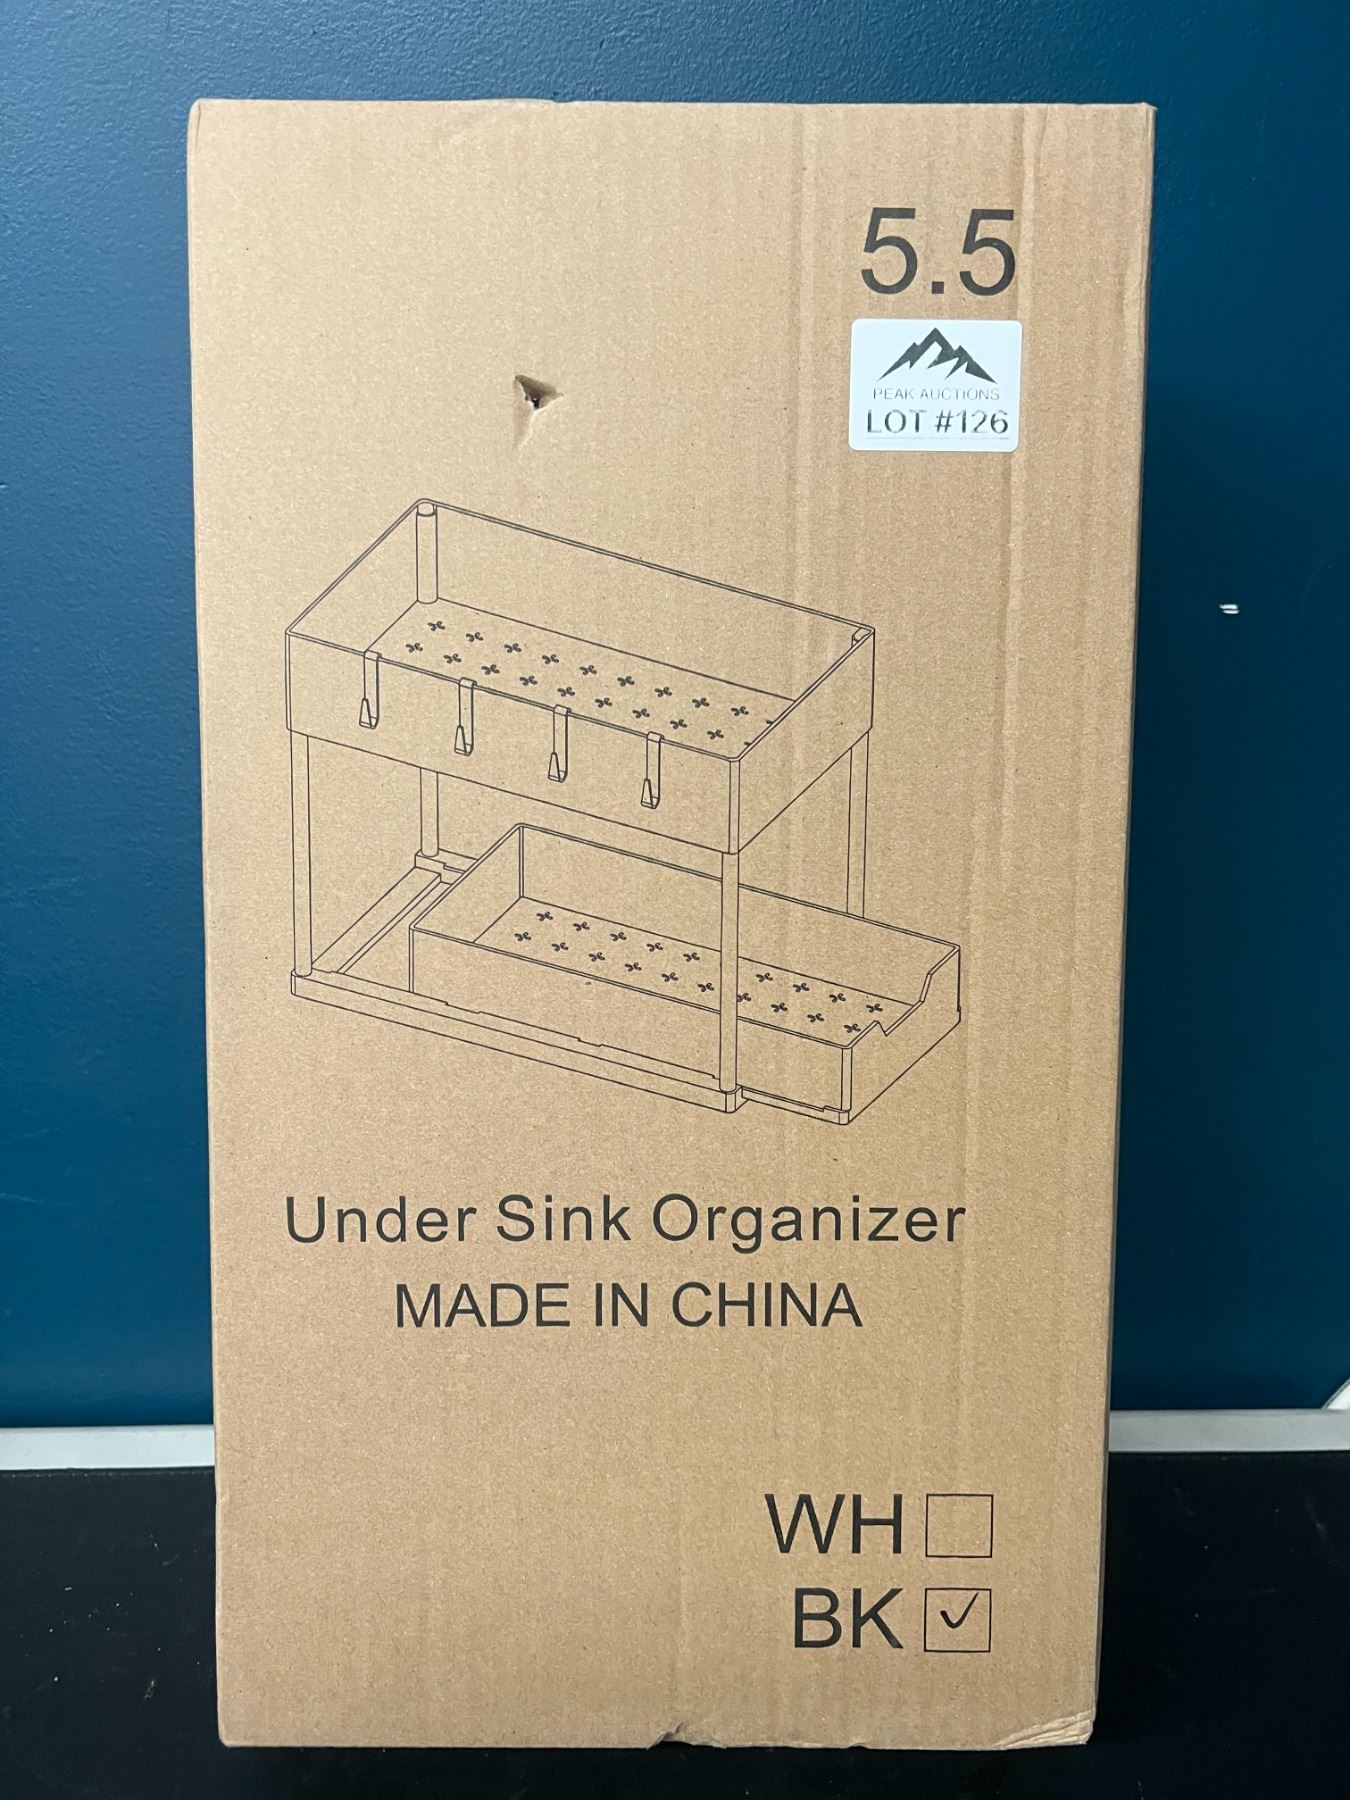 5.5
PEAK AUCTIONS
LOT #126
Under Sink Organizer
MADE IN CHINA
WH
BK